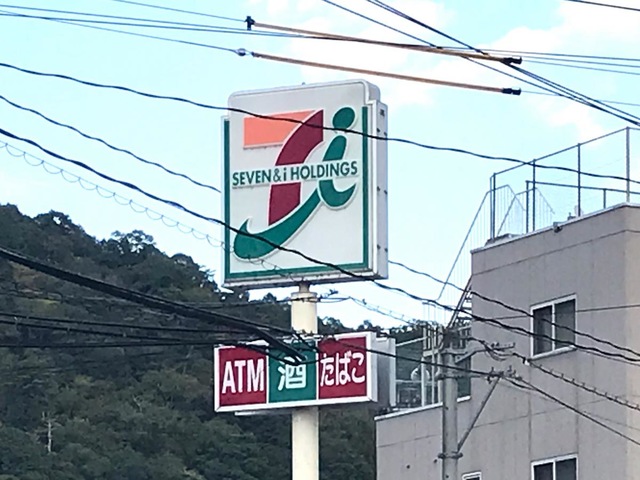 SEVEN&i HOLDINGS
ATM 酒 たばこ